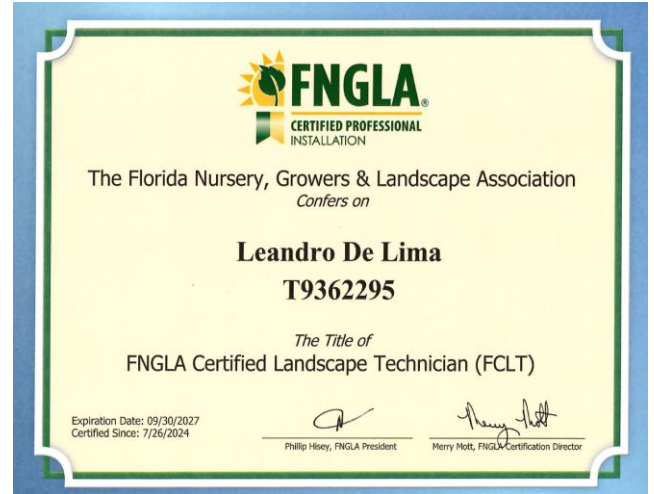 FNGLA®
CERTIFIED PROFESSIONAL
INSTALLATION
The Florida Nursery, Growers & Landscape Association
Confers on
Leandro De Lima
T9362295
The Title of
FNGLA Certified Landscape Technician (FCLT)
Expiration Date: 09/30/2027
Certified Since: 7/26/2024
Phillip Hisey, FNGLA President
Merry Mott
Merry Mott, FNGLA Certification Director